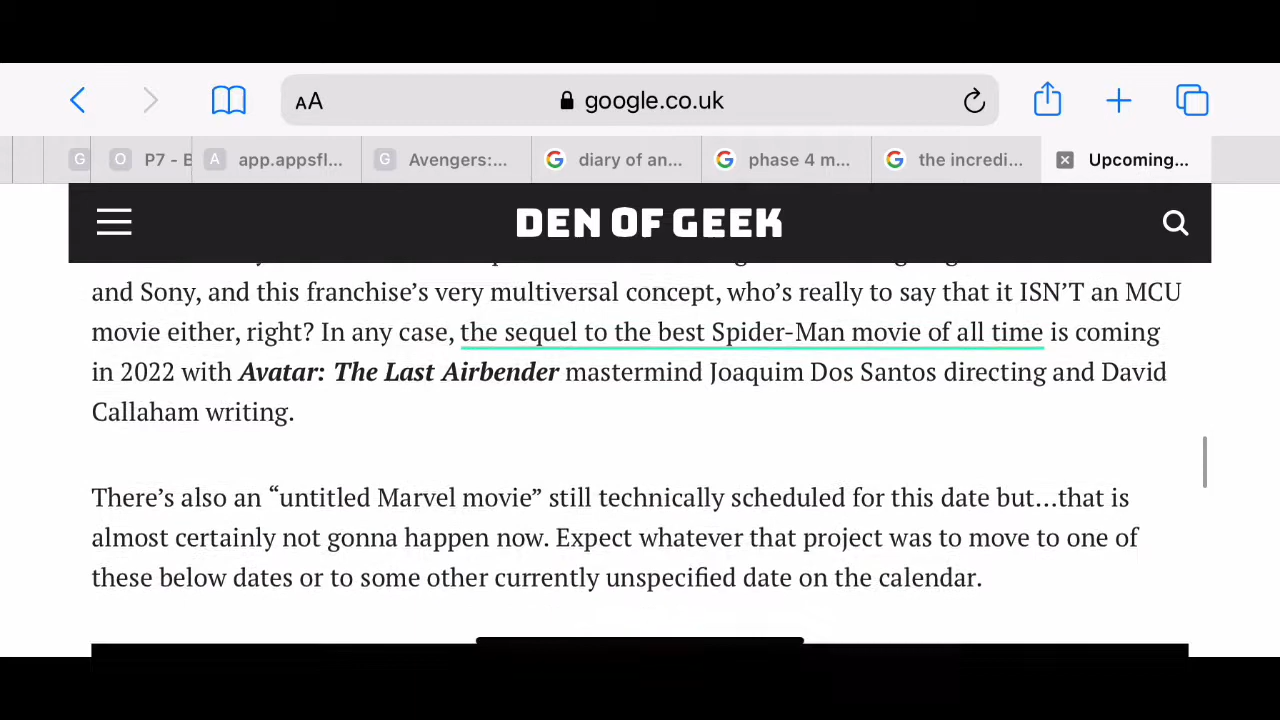 AA google.co.uk
G O P7 - B A app.appsfl... G Avengers:... diary of an... phase 4 m... the incredi... Upcoming...
DEN OF GEEK
and Sony, and this franchise’s very multiversal concept, who’s really to say that it ISN’T an MCU
movie either, right? In any case, the sequel to the best Spider-Man movie of all time is coming
in 2022 with Avatar: The Last Airbender mastermind Joaquim Dos Santos directing and David
Callaham writing.
There’s also an “untitled Marvel movie” still technically scheduled for this date but…that is
almost certainly not gonna happen now. Expect whatever that project was to move to one of
these below dates or to some other currently unspecified date on the calendar.